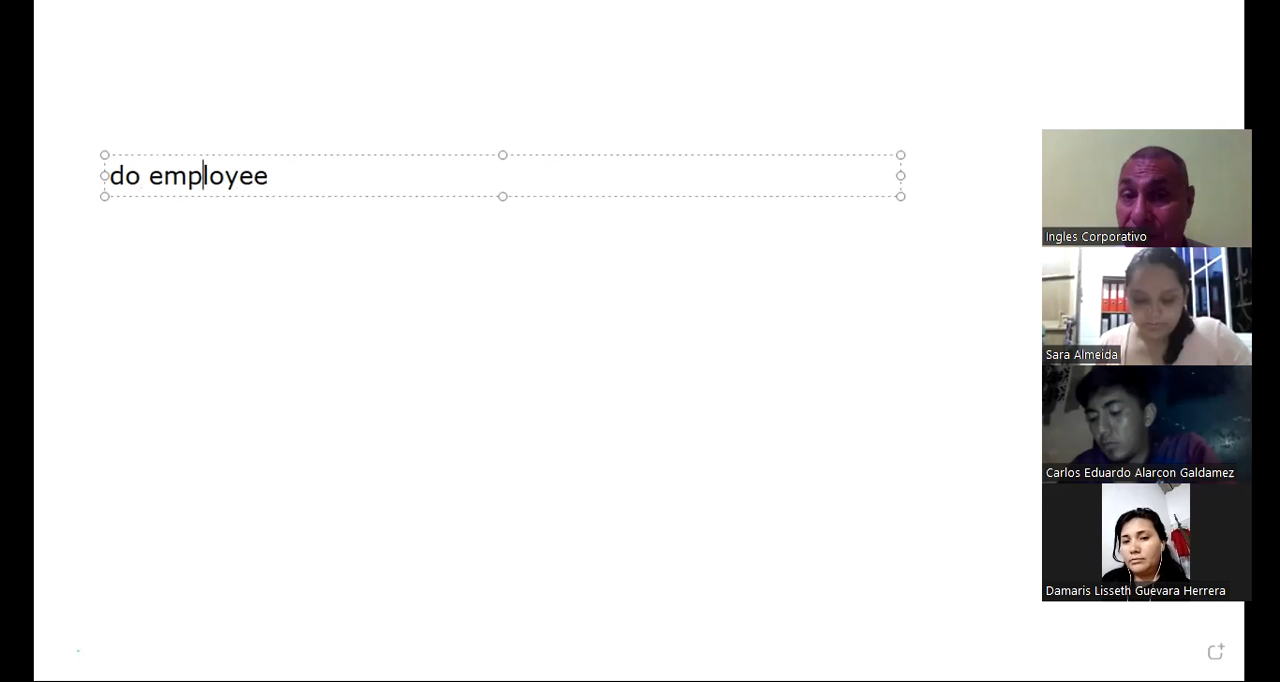 do employee
Ingles Corporativo
Sara Almeida
Carlos Eduardo Alarcon Galdamez
Damaris Lisseth Guevara Herrera